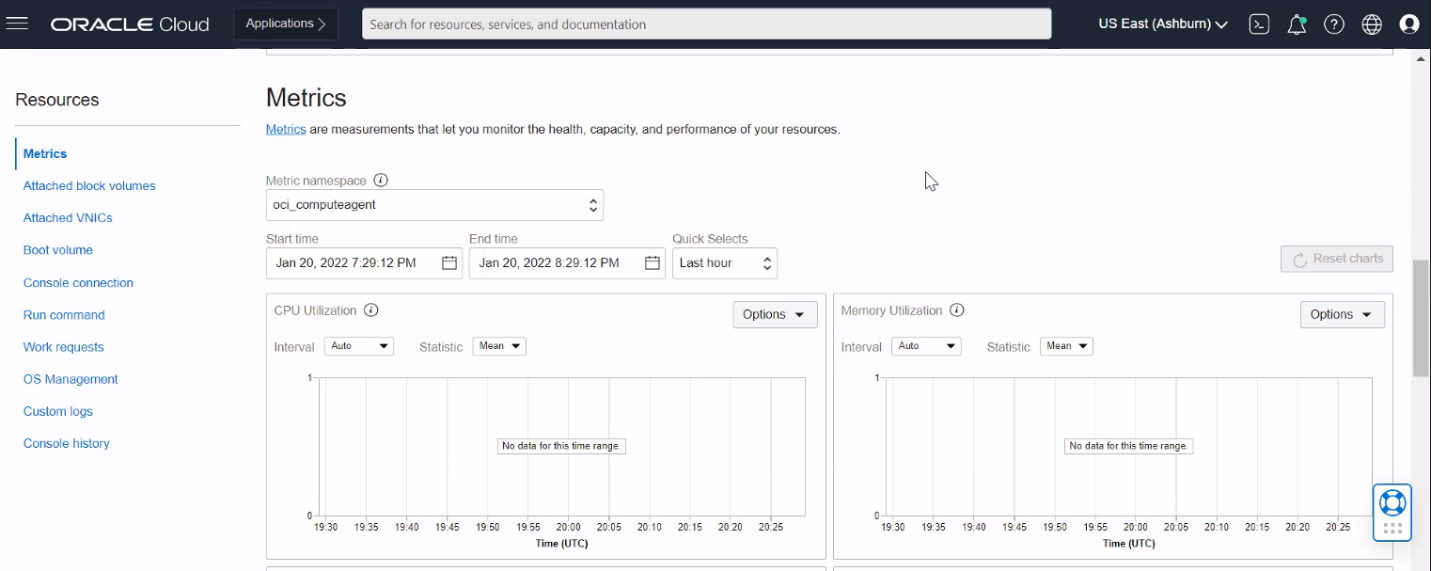 ORACLE Cloud Applications Search for resources, services, and documentation US East (Ashburn)
Resources
Metrics
Attached block volumes
Attached VNICs
Boot volume
Console connection
Run command
Work requests
OS Management
Custom logs
Console history
Metrics
Metrics are measurements that let you monitor the health, capacity, and performance of your resources.
Metric namespace
oci_computeagent
Start time End time Quick Selects
Jan 20, 2022 7:29:12 PM Jan 20, 2022 8:29:12 PM Last hour Reset charts
CPU Utilization Options
Interval Auto Statistic Mean
1
No data for this time range.
0
19:30 19:35 19:40 19:45 19:50 19:55 20:00 20:05 20:10 20:15 20:20 20:25
Time (UTC)
Memory Utilization Options
Interval Auto Statistic Mean
1
No data for this time range.
0
19:30 19:35 19:40 19:45 19:50 19:55 20:00 20:05 20:10 20:15 20:20 20:25
Time (UTC)